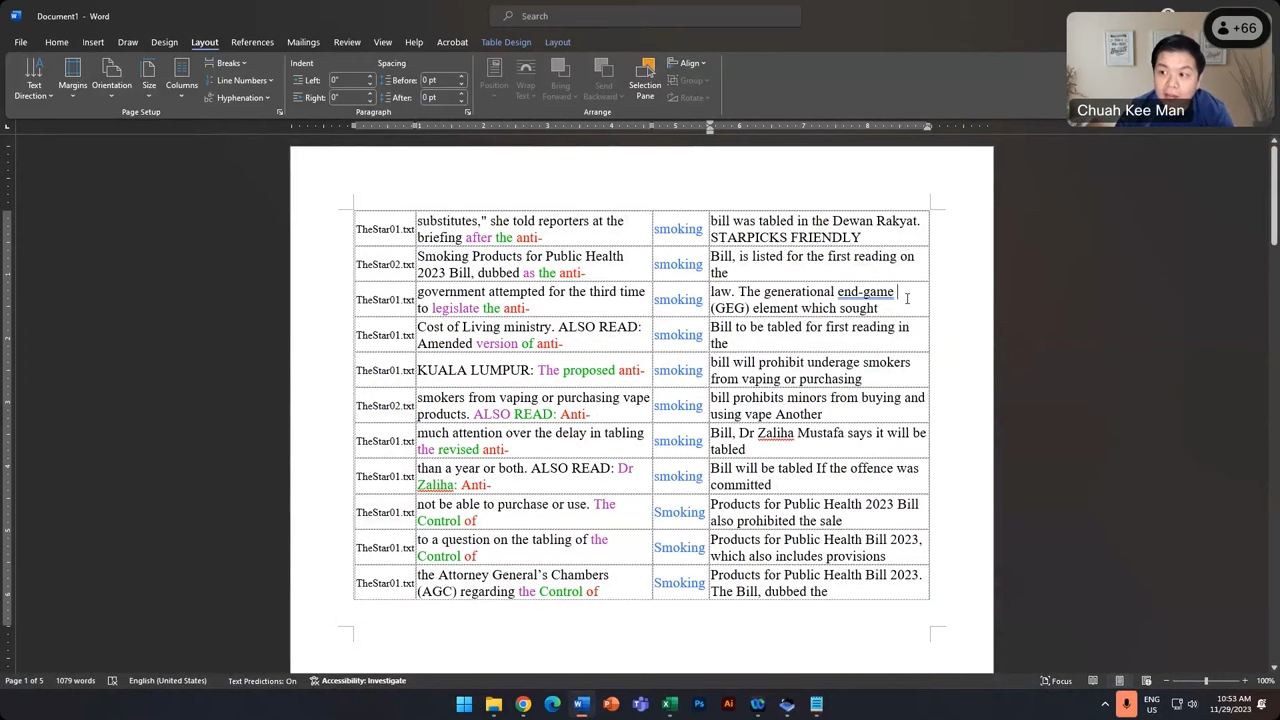 Document1 - Word
Search
+66
File Home Insert Draw Design Layout References Mailings Review View Help Acrobat Table Design Layout
Text Direction
Margins
Orientation
Size
Columns
Breaks
Line Numbers
Hyphenation
Page Setup
Indent
Left: 0"
Right: 0"
Spacing
Before: 0 pt
After: 0 pt
Paragraph
Position
Wrap Text
Bring Forward
Send Backward
Selection Pane
Align
Group
Rotate
Arrange
Chuah Kee Man
1 2 3 4 5 6 7 8
TheStar01.txt substitutes," she told reporters at the smoking bill was tabled in the Dewan Rakyat.
briefing after the anti- STARPICKS FRIENDLY
TheStar02.txt Smoking Products for Public Health smoking Bill, is listed for the first reading on
2023 Bill, dubbed as the anti- the
TheStar01.txt government attempted for the third time smoking law. The generational end-game
to legislate the anti- (GEG) element which sought
TheStar01.txt Cost of Living ministry. ALSO READ: smoking Bill to be tabled for first reading in
Amended version of anti- the
TheStar01.txt KUALA LUMPUR: The proposed anti- smoking bill will prohibit underage smokers
from vaping or purchasing
TheStar02.txt smokers from vaping or purchasing vape smoking bill prohibits minors from buying and
products. ALSO READ: Anti- using vape Another
TheStar01.txt much attention over the delay in tabling smoking Bill, Dr Zaliha Mustafa says it will be
the revised anti- tabled
TheStar01.txt than a year or both. ALSO READ: Dr smoking Bill will be tabled If the offence was
Zaliha: Anti- committed
TheStar01.txt not be able to purchase or use. The Smoking Products for Public Health 2023 Bill
Control of also prohibited the sale
TheStar01.txt to a question on the tabling of the Smoking Products for Public Health Bill 2023,
Control of which also includes provisions
TheStar01.txt the Attorney General’s Chambers Smoking Products for Public Health Bill 2023.
(AGC) regarding the Control of The Bill, dubbed the
Page 1 of 5 1079 words English (United States) Text Predictions: On Accessibility: Investigate Focus 100%
ENG
US
10:53 AM
11/29/2023